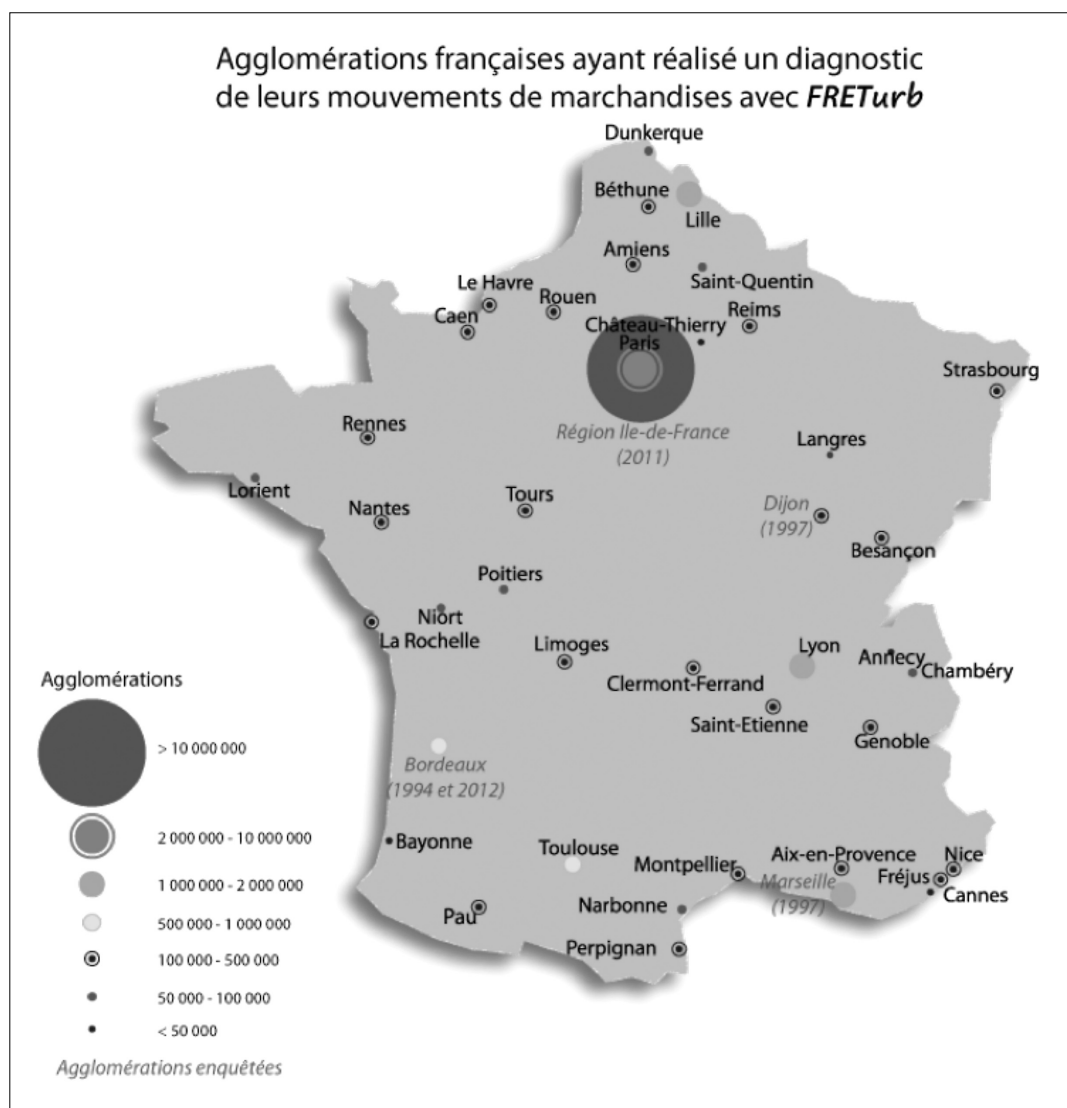 Agglomérations françaises ayant réalisé un diagnostic
de leurs mouvements de marchandises avec FRETurb
Dunkerque
Béthune
Lille
Amiens
Saint-Quentin
Le Havre
Rouen
Reims
Caen
Château-Thierry
Paris
Strasbourg
Région Ile-de-France
(2011)
Rennes
Langres
Lorient
Nantes
Tours
Dijon
(1997)
Besançon
Poitiers
Niort
La Rochelle
Limoges
Lyon
Annecy
Chambéry
Clermont-Ferrand
Saint-Etienne
Genoble
Bordeaux
(1994 et 2012)
Bayonne
Toulouse
Montpellier
Aix-en-Provence
Nice
Marseille
(1997)
Fréjus
Cannes
Pau
Narbonne
Perpignan
Agglomérations
> 10 000 000
2 000 000 - 10 000 000
1 000 000 - 2 000 000
500 000 - 1 000 000
100 000 - 500 000
50 000 - 100 000
< 50 000
Agglomérations enquêtées